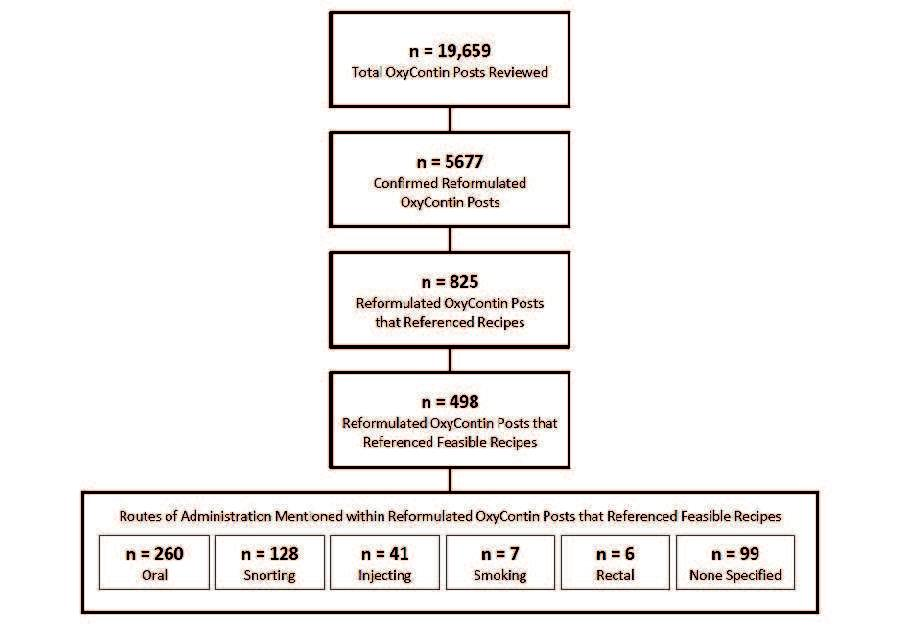 n = 19,659
Total OxyContin Posts Reviewed
n = 5677
Confirmed Reformulated
OxyContin Posts
n = 825
Reformulated OxyContin Posts
that Referenced Recipes
n = 498
Reformulated OxyContin Posts that
Referenced Feasible Recipes
Routes of Administration Mentioned within Reformulated OxyContin Posts that Referenced Feasible Recipes
n = 260
Oral
n = 128
Snorting
n = 41
Injecting
n = 7
Smoking
n = 6
Rectal
n = 99
None Specified